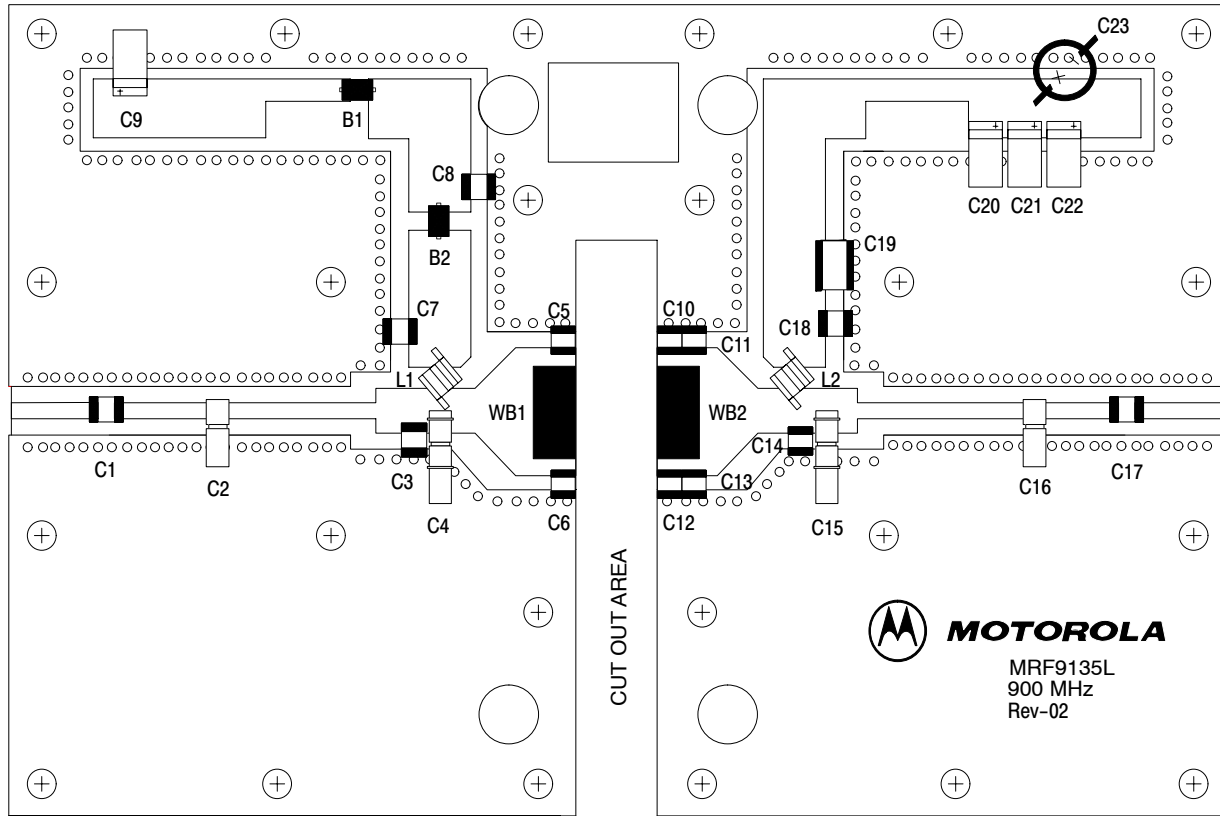 C23
C9
B1
C8
C20
C21
C22
B2
C19
C7
C5
C10
C18
C11
L1
L2
WB1
WB2
C14
C1
C2
C3
C13
C16
C17
C4
C6
C12
C15
CUT OUT AREA
MOTOROLA
MRF9135L
900 MHz
Rev-02